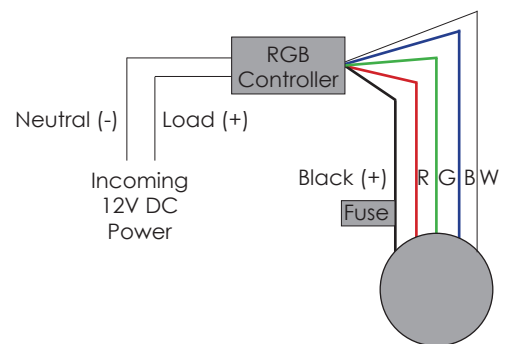 RGB
Controller
Neutral (-)
Load (+)
Incoming
12V DC
Power
Black (+)
R
G
B
W
Fuse